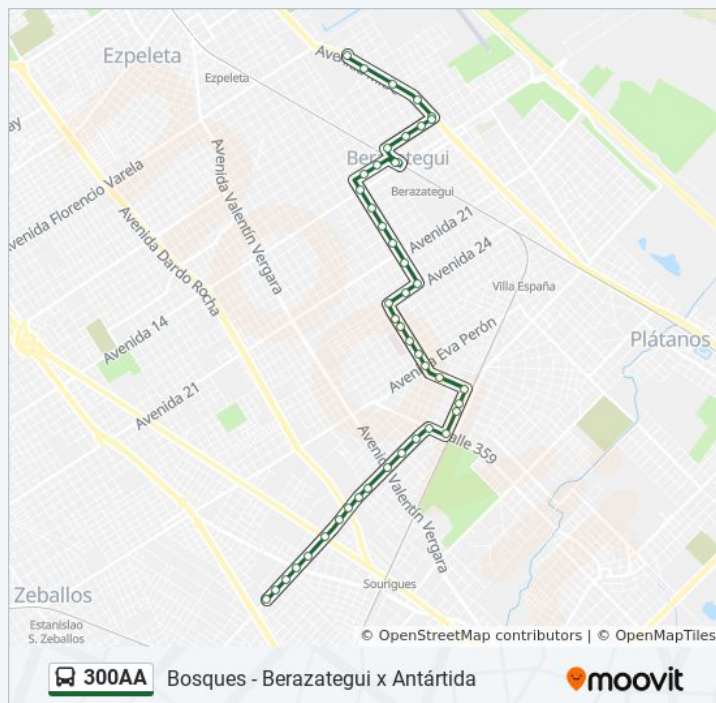 Ezpeleta
Ezpeleta
Avenida Florencio Varela
Avenida Valentín Vergara
Avenida Dardo Rocha
Berazategui
Berazategui
Avenida 21
Avenida 24
Villa España
Avenida 14
Avenida Eva Perón
Plátanos
Avenida 21
Calle 359
Avenida Valentín Vergara
Zeballos
Sourigues
Estanislao
S. Zeballos
© OpenStreetMap contributors | © OpenMapTiles
300AA Bosques - Berazategui x Antártida moovit